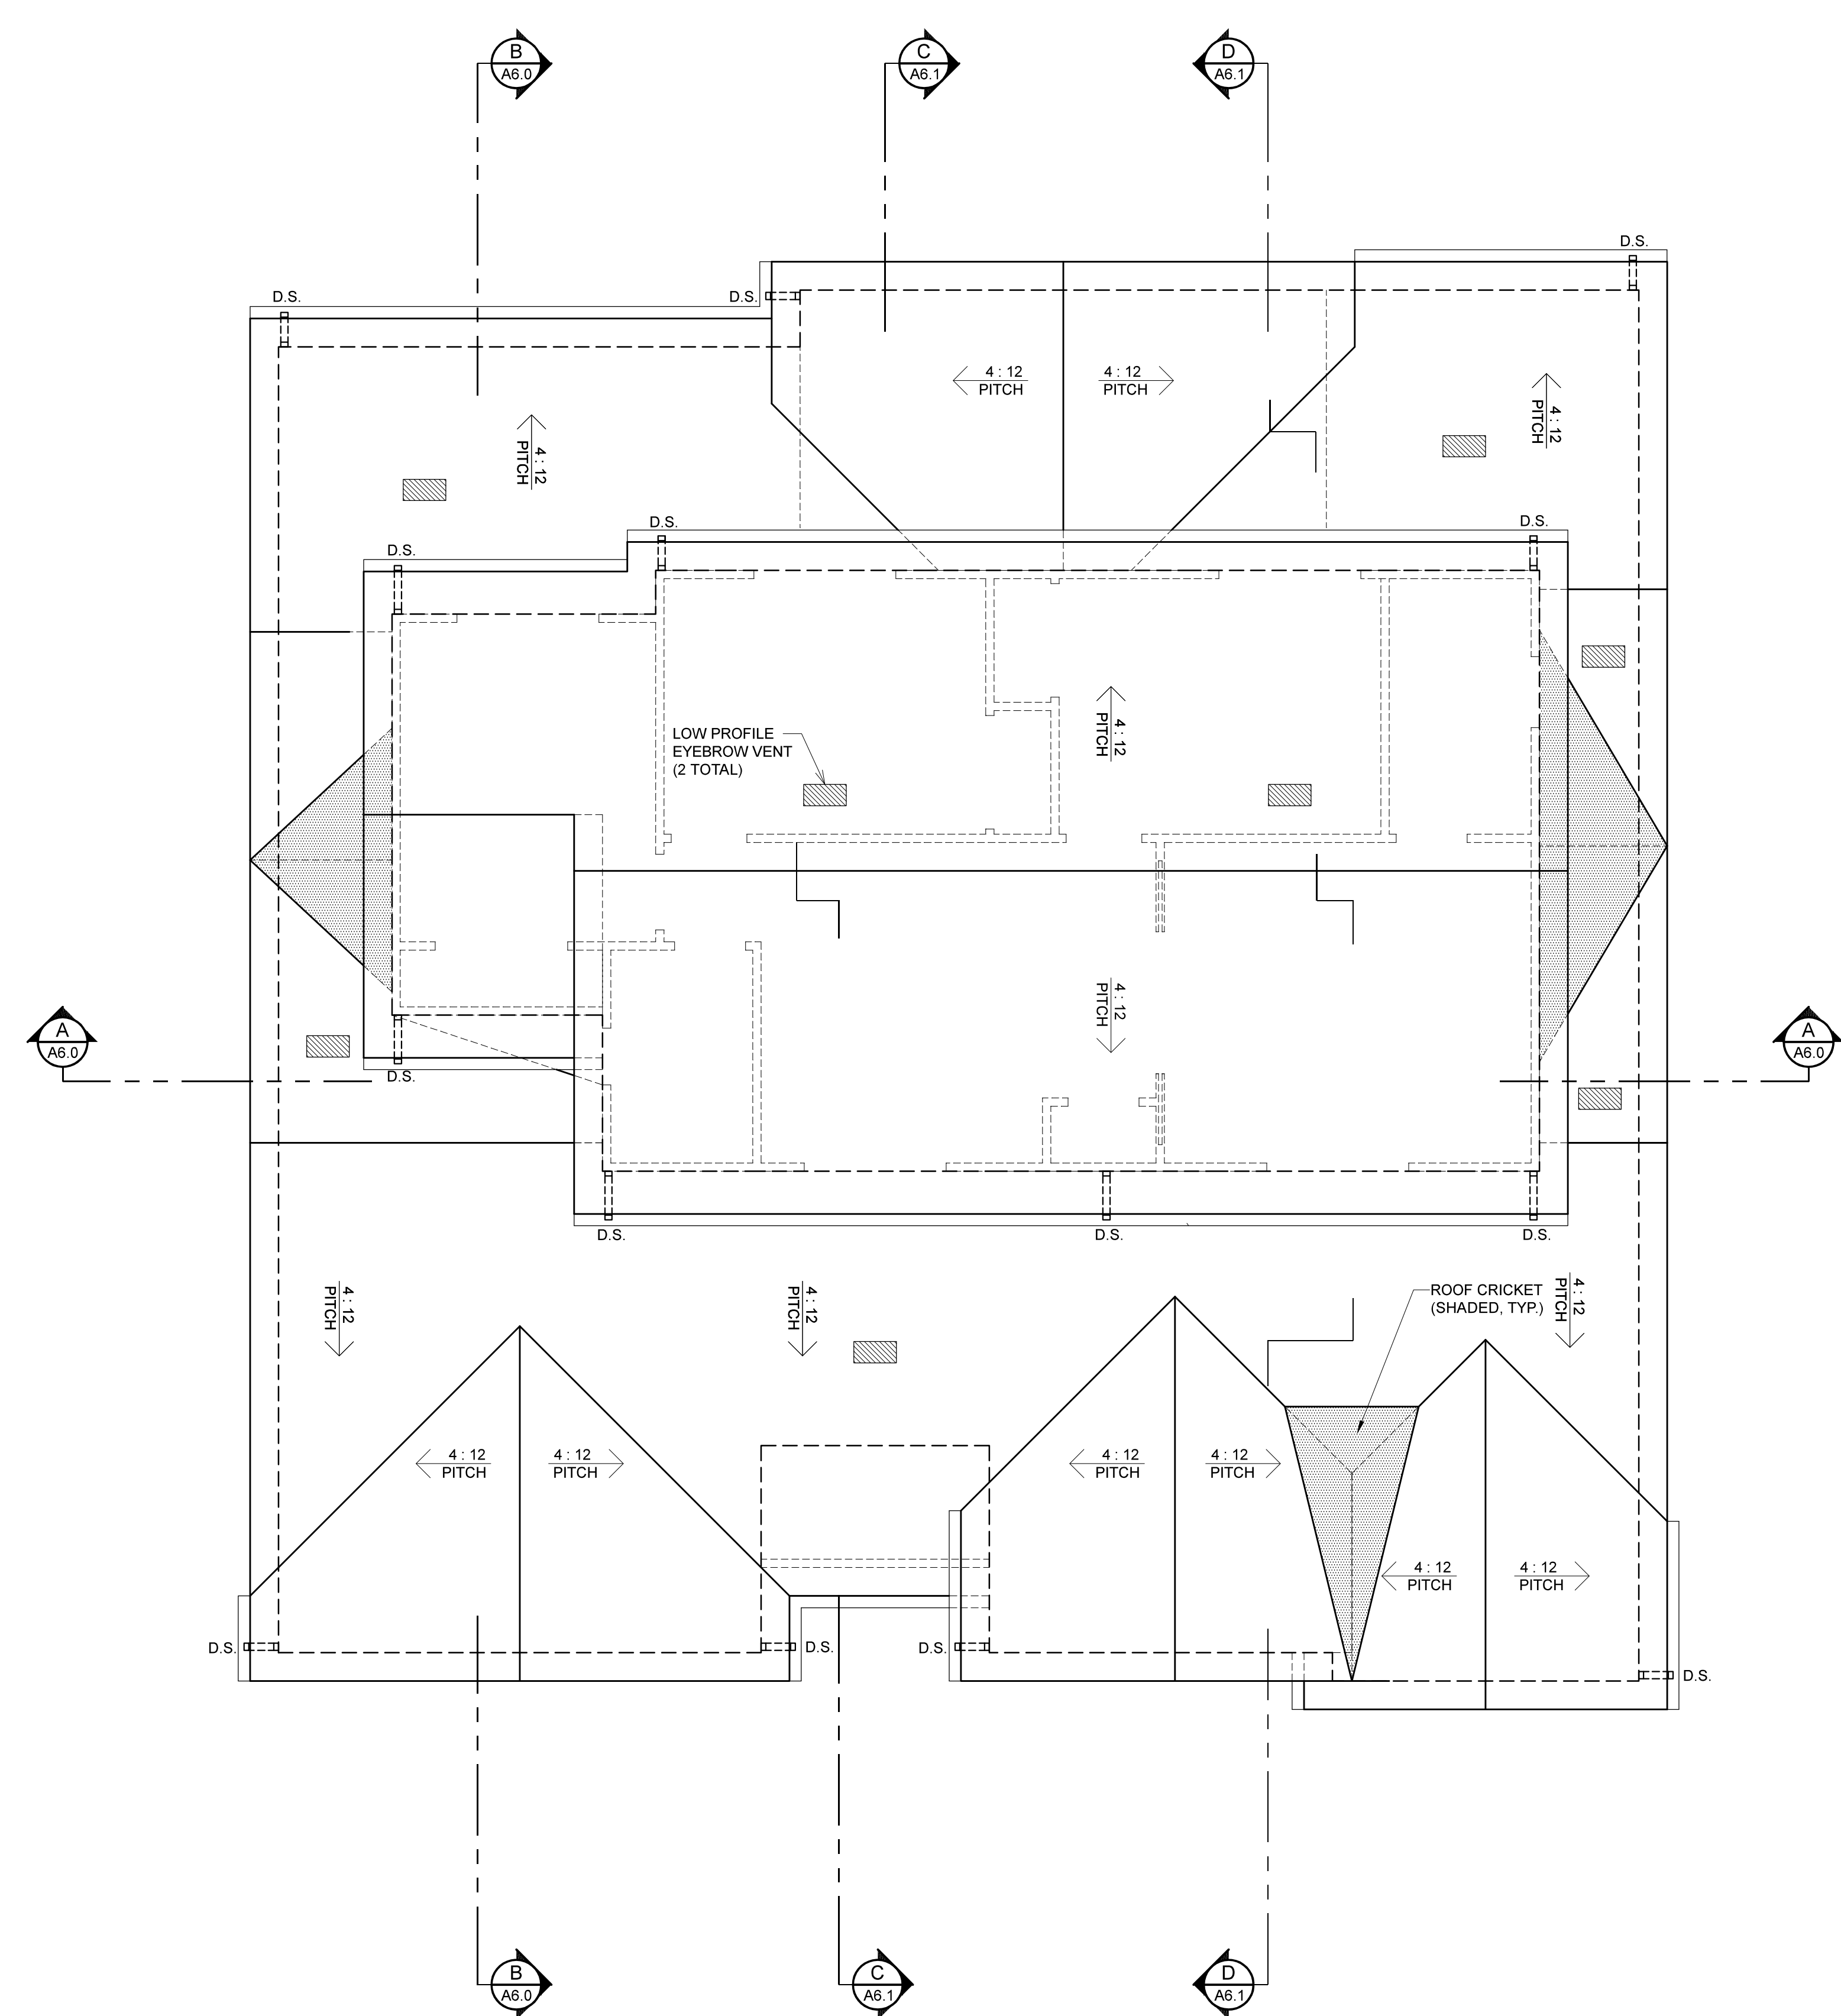 B
A6.0
C
A6.1
D
A6.1
D.S.
D.S.
D.S.
4 : 12
PITCH
4 : 12
PITCH
4 : 12
PITCH
4 : 12
PITCH
D.S.
D.S.
D.S.
4 : 12
PITCH
LOW PROFILE
EYEBROW VENT
(2 TOTAL)
4 : 12
PITCH
A
A6.0
A
A6.0
D.S.
D.S.
D.S.
D.S.
4 : 12
PITCH
4 : 12
PITCH
ROOF CRICKET
(SHADED, TYP.)
4 : 12
PITCH
4 : 12
PITCH
4 : 12
PITCH
4 : 12
PITCH
4 : 12
PITCH
4 : 12
PITCH
4 : 12
PITCH
D.S.
D.S.
D.S.
D.S.
B
A6.0
C
A6.1
D
A6.1